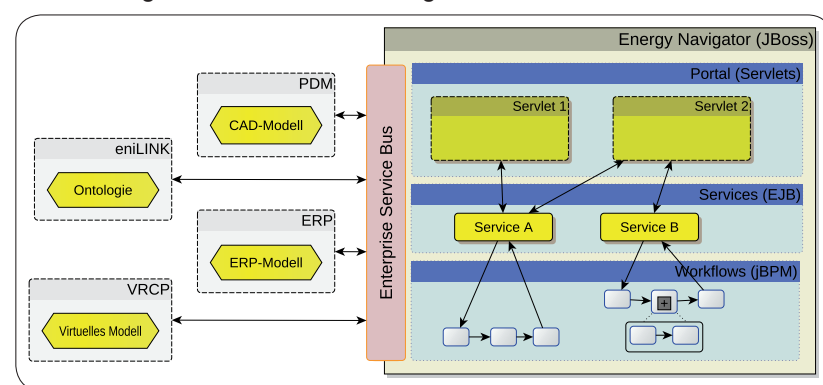 Energy Navigator (JBoss)
Portal (Servlets)
Servlet 1
Servlet 2
Services (EJB)
Service A
Service B
Workflows (jBPM)
Enterprise Service Bus
PDM
CAD-Modell
eniLINK
Ontologie
ERP
ERP-Modell
VRCP
Virtuelles Modell